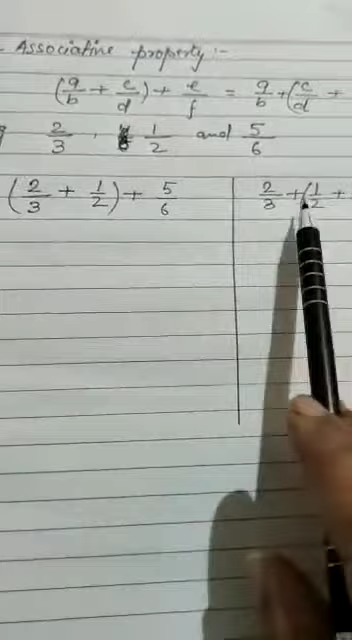 Associative property:-
(a/b + c/d) + e/f = a/b + (c/d +
2/3, 1/2 and 5/6
(2/3 + 1/2) + 5/6
2/3 + (1/2 +